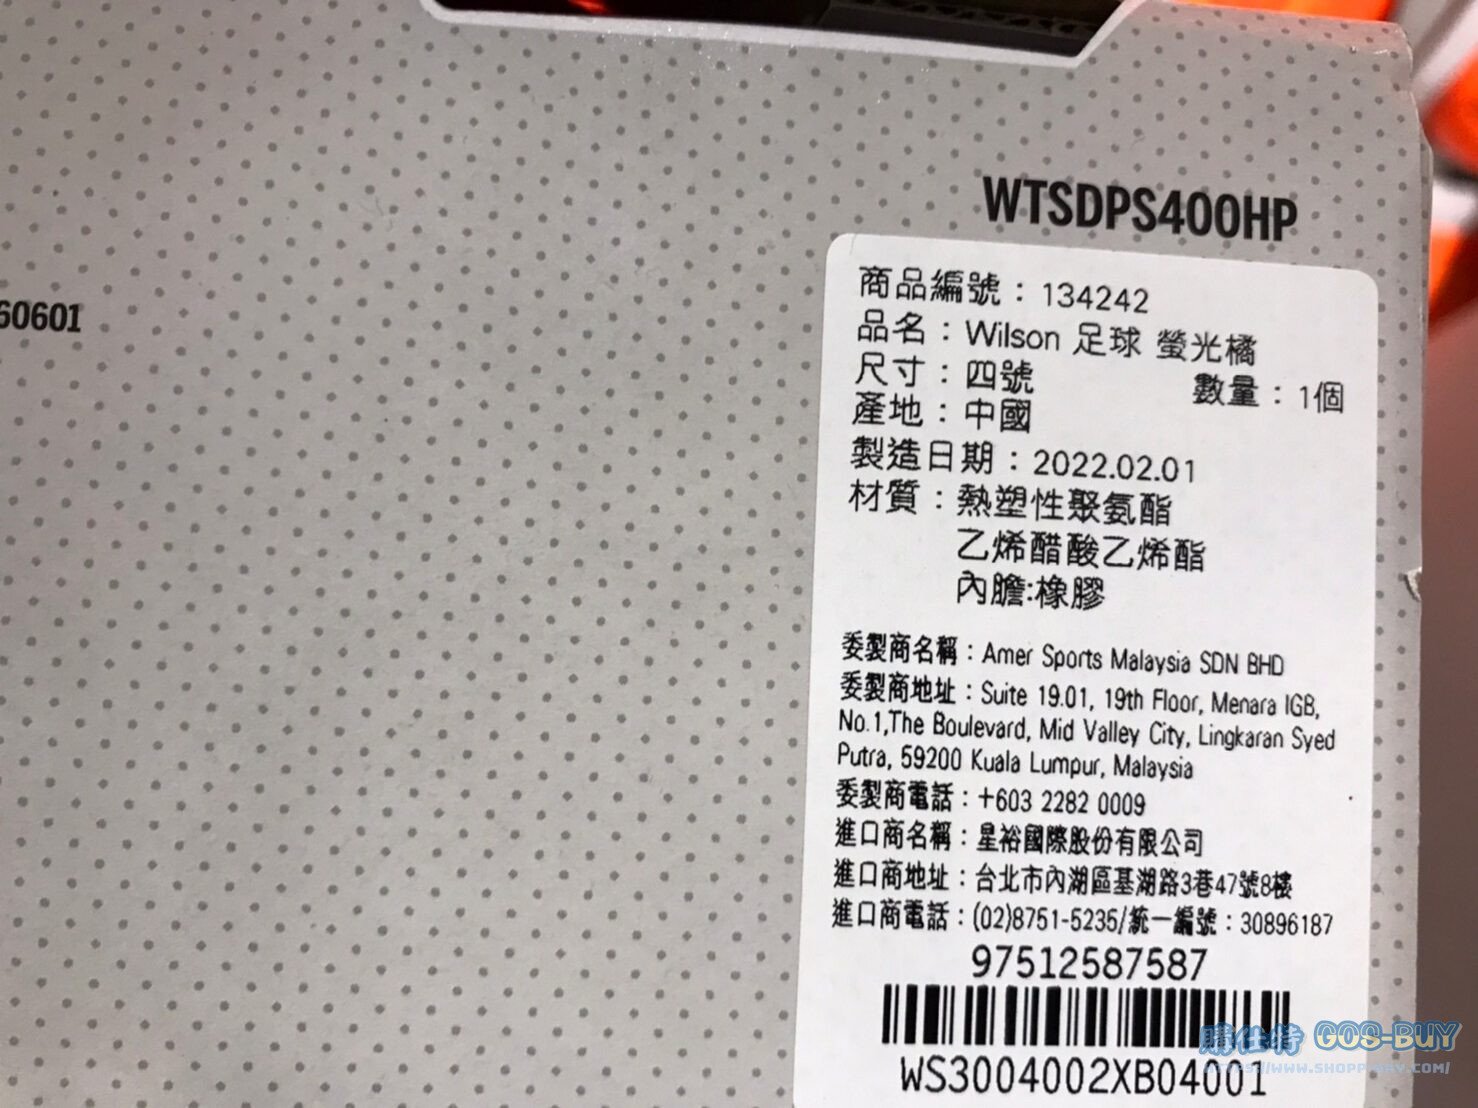 WTSDPS400HP
60601
商品編號：134242
品名：Wilson 足球 螢光橘
尺寸：四號 數量：1個
產地：中國
製造日期：2022.02.01
材質：熱塑性聚氨酯
乙烯醋酸乙烯酯
內膽:橡膠
委製商名稱：Amer Sports Malaysia SDN BHD
委製商地址：Suite 19.01, 19th Floor, Menara IGB,
No.1,The Boulevard, Mid Valley City, Lingkaran Syed
Putra, 59200 Kuala Lumpur, Malaysia
委製商電話：+603 2282 0009
進口商名稱：星裕國際股份有限公司
進口商地址：台北市內湖區基湖路3巷47號8樓
進口商電話：(02)8751-5235/統一編號：30896187
97512587587
WS3004002XB04001
購仕特 GOS-BUY
HTTPS://WWW.SHOPPIMY.COM/